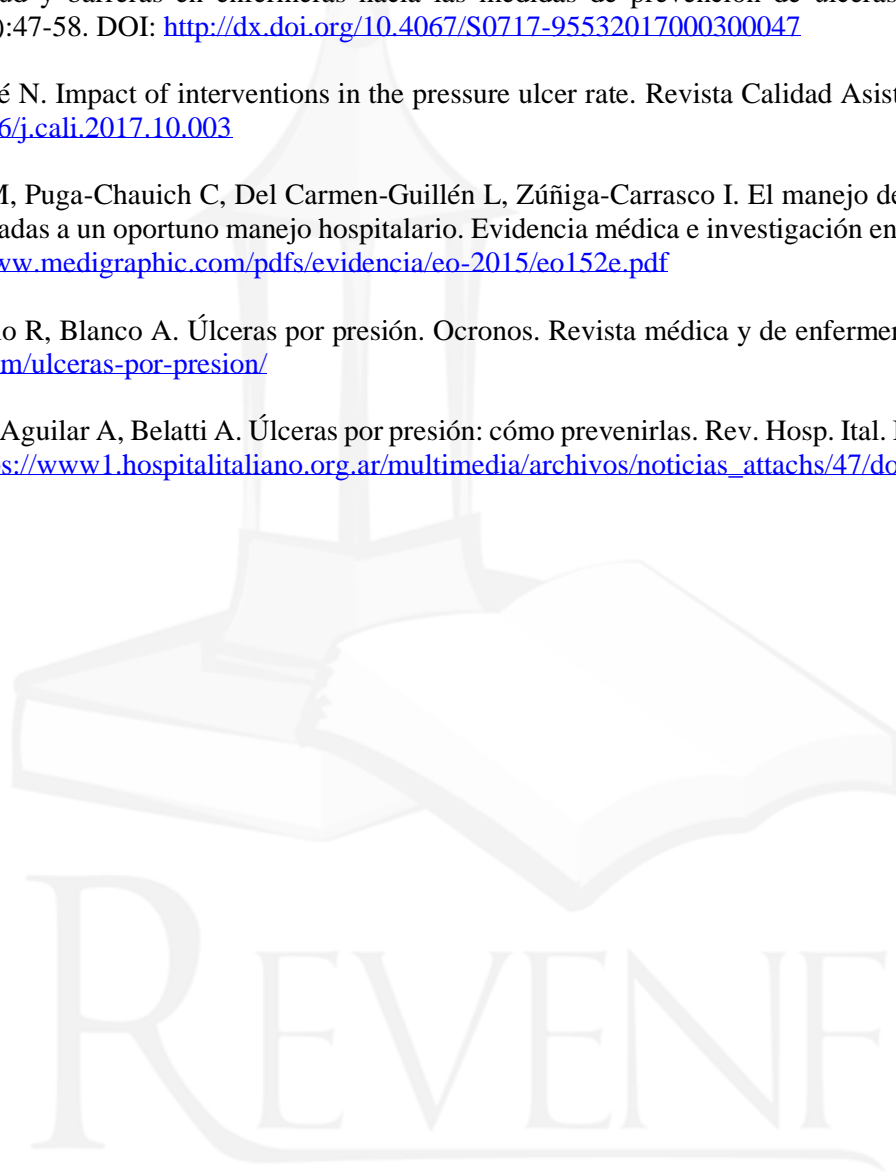 ud y barreras en enfermeras hacia las medidas de prevención de úlceras
):47-58. DOI: http://dx.doi.org/10.4067/S0717-95532017000300047
é N. Impact of interventions in the pressure ulcer rate. Revista Calidad Asist
6/j.cali.2017.10.003
M, Puga-Chauich C, Del Carmen-Guillén L, Zúñiga-Carrasco I. El manejo de
adas a un oportuno manejo hospitalario. Evidencia médica e investigación en
ww.medigraphic.com/pdfs/evidencia/eo-2015/eo152e.pdf
o R, Blanco A. Úlceras por presión. Ocronos. Revista médica y de enfermer
om/ulceras-por-presion/
Aguilar A, Belatti A. Úlceras por presión: cómo prevenirlas. Rev. Hosp. Ital.
s://www1.hospitalitaliano.org.ar/multimedia/archivos/noticias_attachs/47/do
REVENF